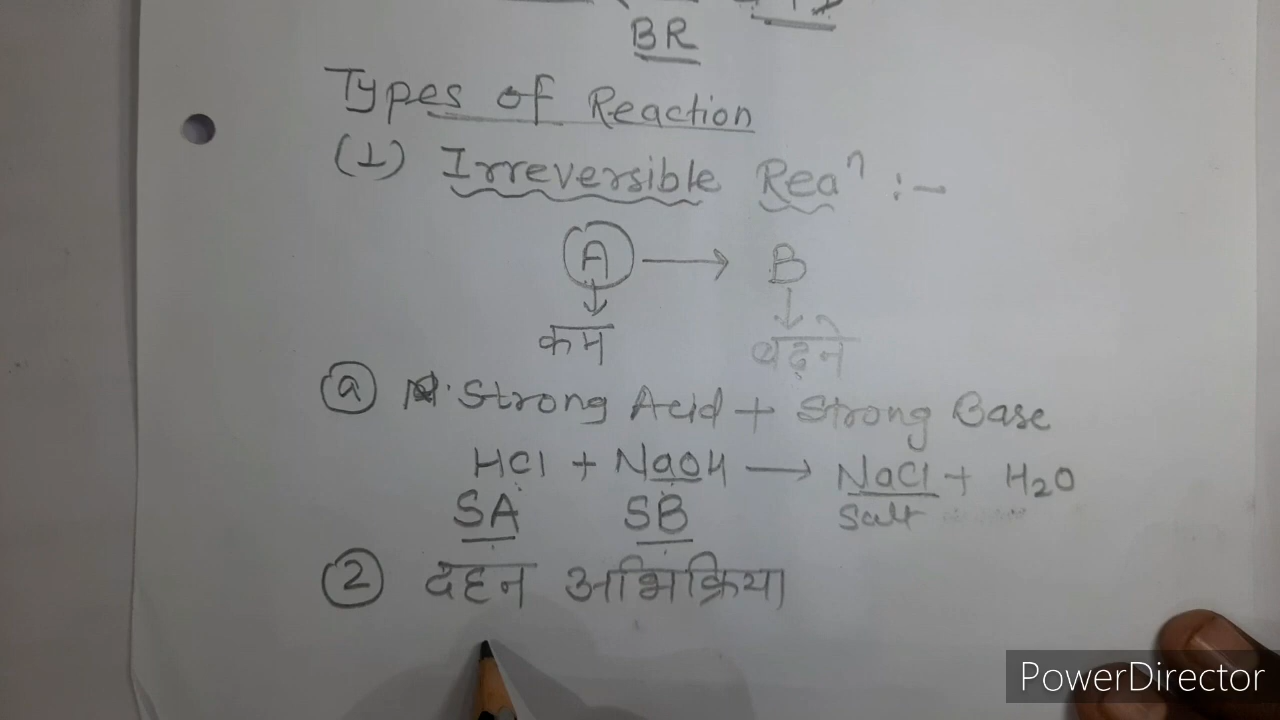 BR
Types of Reaction
(1) Irreversible Reaⁿ :-
A → B
↓ ↓
कम बढ़ने
(a) Strong Acid + Strong Base
HCl + NaOH → NaCl + H₂O
SA SB Salt
(2) दहन अभिक्रिया
PowerDirector